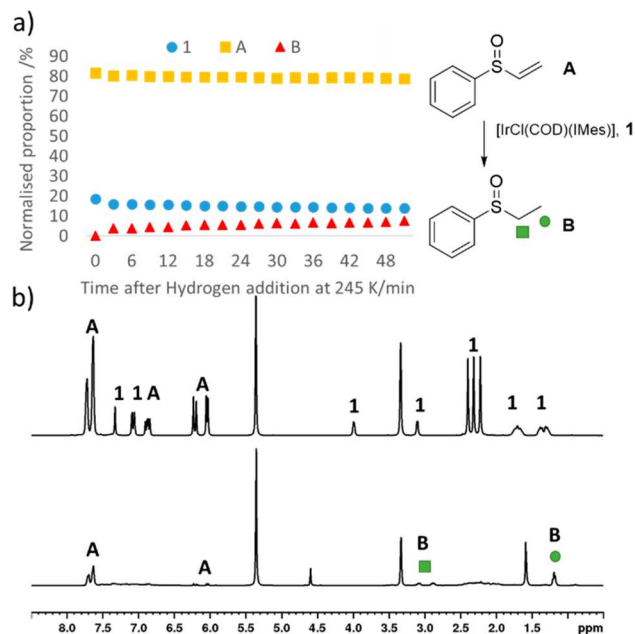 a)
1 A B
Normalised proportion /%
90
80
70
60
50
40
30
20
10
0
0 6 12 18 24 30 36 42 48
Time after Hydrogen addition at 245 K/min
O
S
A
[IrCl(COD)(IMes)], 1
O
S
B
b)
A
1 1 A A 1 1 1 1 1
A A B B
8.0 7.5 7.0 6.5 6.0 5.5 5.0 4.5 4.0 3.5 3.0 2.5 2.0 1.5 ppm